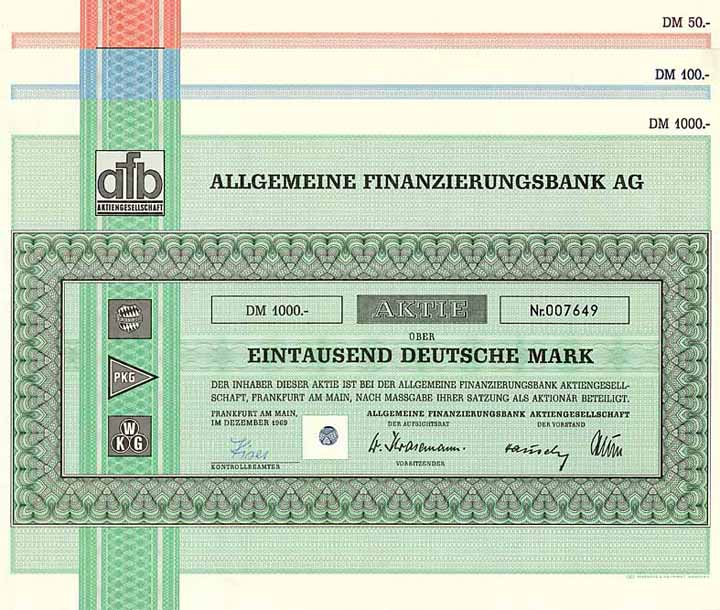 DM 50.-
DM 100.-
DM 1000.-
afb
AKTIENGESELLSCHAFT
ALLGEMEINE FINANZIERUNGSBANK AG
DM 1000.-
AKTIE
Nr.007649
ÜBER
EINTAUSEND DEUTSCHE MARK
PKG
WKG
DER INHABER DIESER AKTIE IST BEI DER ALLGEMEINE FINANZIERUNGSBANK AKTIENGESELL-
SCHAFT, FRANKFURT AM MAIN, NACH MASSGABE IHRER SATZUNG ALS AKTIONÄR BETEILIGT.
FRANKFURT AM MAIN,
IM DEZEMBER 1969
ALLGEMEINE FINANZIERUNGSBANK AKTIENGESELLSCHAFT
DER AUFSICHTSRAT
DER VORSTAND
KONTROLLBEAMTER
VORSITZENDER